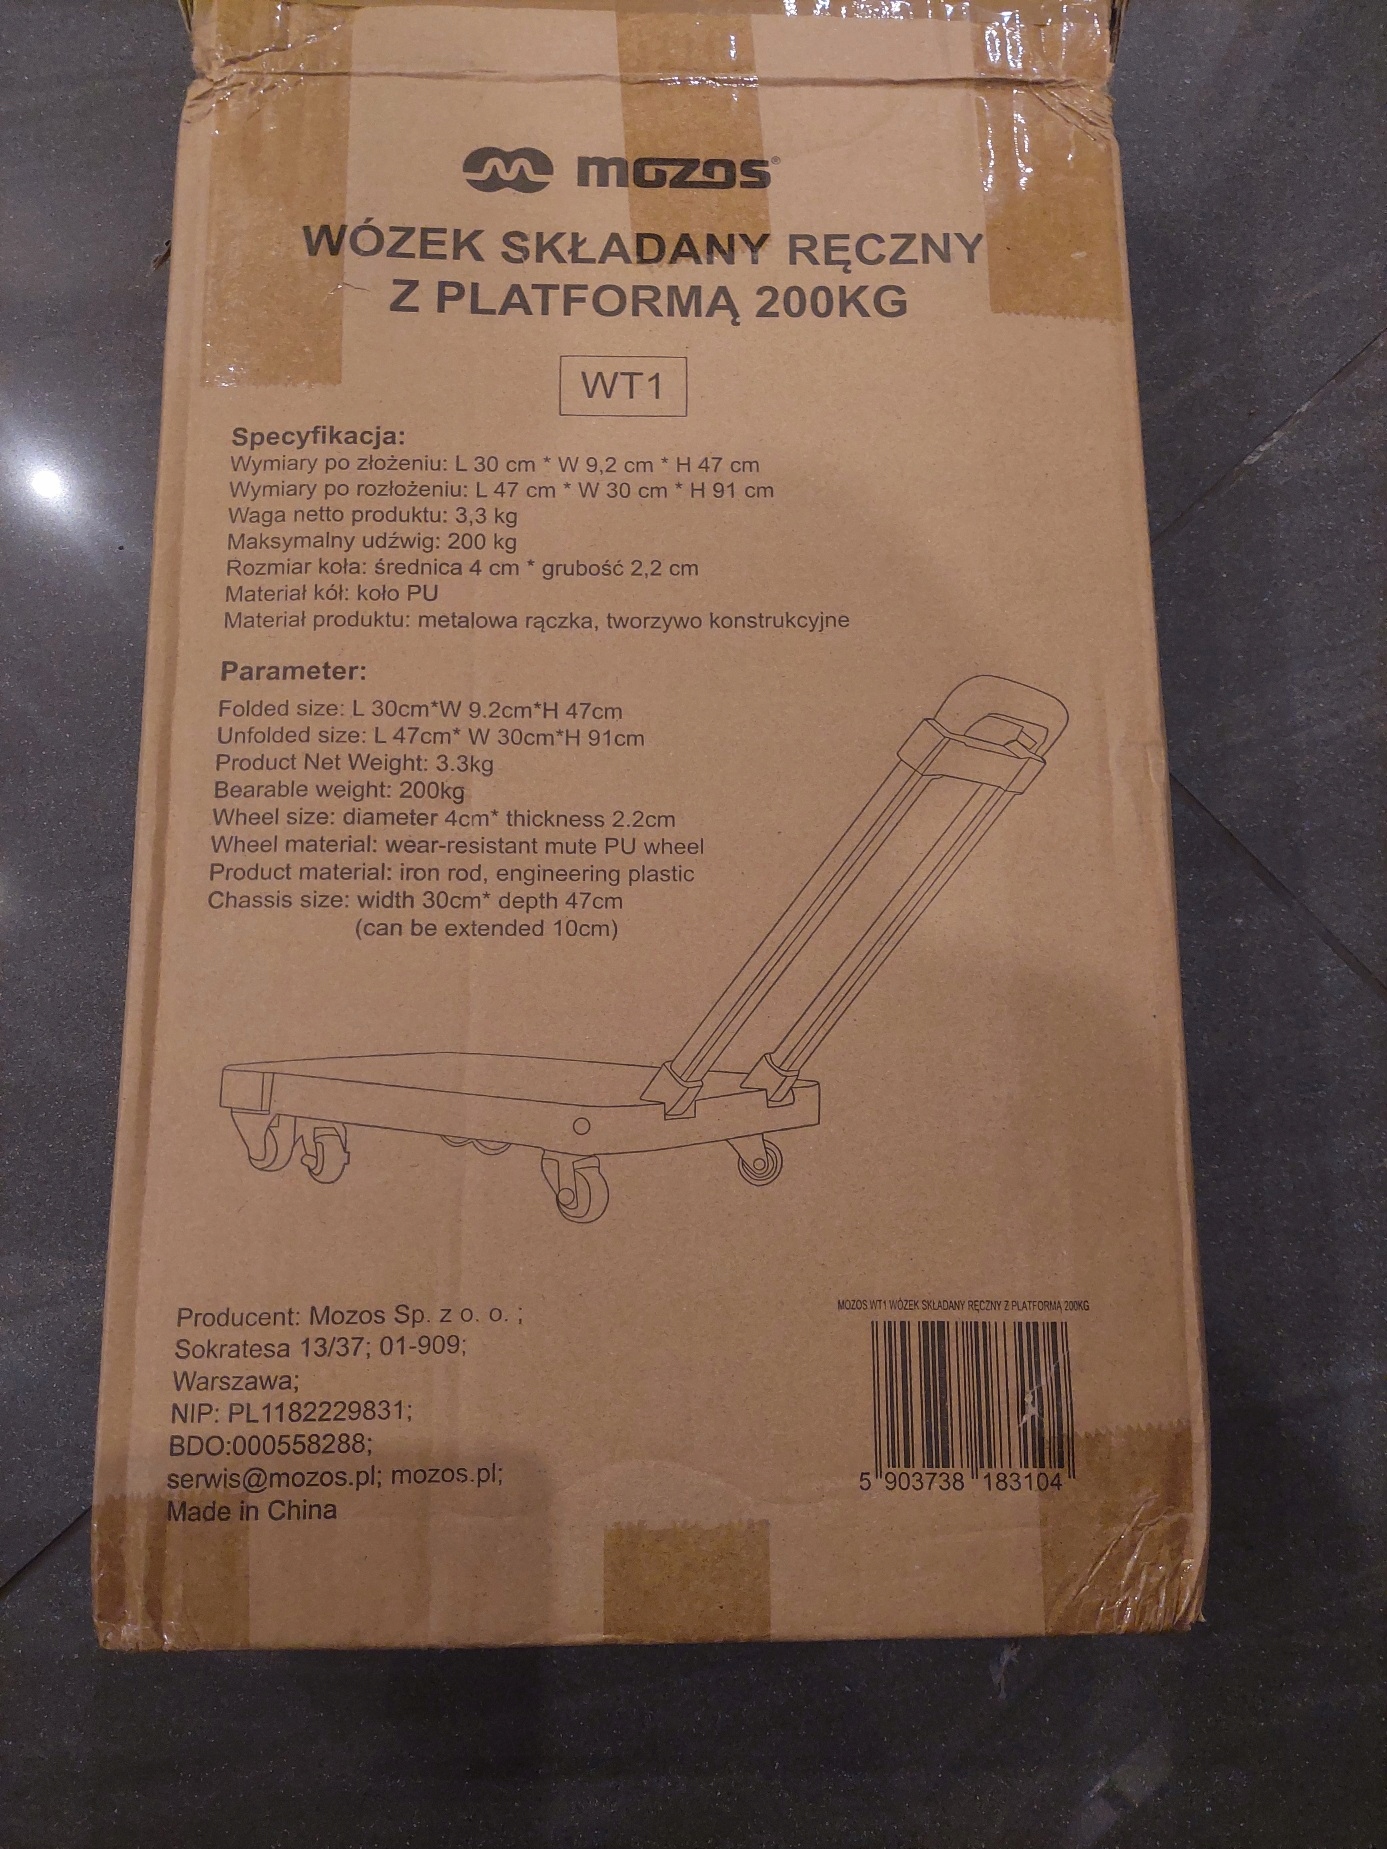 mozos®
WÓZEK SKŁADANY RĘCZNY
Z PLATFORMĄ 200KG
WT1
Specyfikacja:
Wymiary po złożeniu: L 30 cm * W 9,2 cm * H 47 cm
Wymiary po rozłożeniu: L 47 cm * W 30 cm * H 91 cm
Waga netto produktu: 3,3 kg
Maksymalny udźwig: 200 kg
Rozmiar koła: średnica 4 cm * grubość 2,2 cm
Materiał kół: koło PU
Materiał produktu: metalowa rączka, tworzywo konstrukcyjne
Parameter:
Folded size: L 30cm*W 9.2cm*H 47cm
Unfolded size: L 47cm* W 30cm*H 91cm
Product Net Weight: 3.3kg
Bearable weight: 200kg
Wheel size: diameter 4cm* thickness 2.2cm
Wheel material: wear-resistant mute PU wheel
Product material: iron rod, engineering plastic
Chassis size: width 30cm* depth 47cm
(can be extended 10cm)
Producent: Mozos Sp. z o. o. ;
Sokratesa 13/37; 01-909;
Warszawa;
NIP: PL1182229831;
BDO:000558288;
serwis@mozos.pl; mozos.pl;
Made in China
MOZOS WT1 WÓZEK SKŁADANY RĘCZNY Z PLATFORMĄ 200KG
5 903738 183104